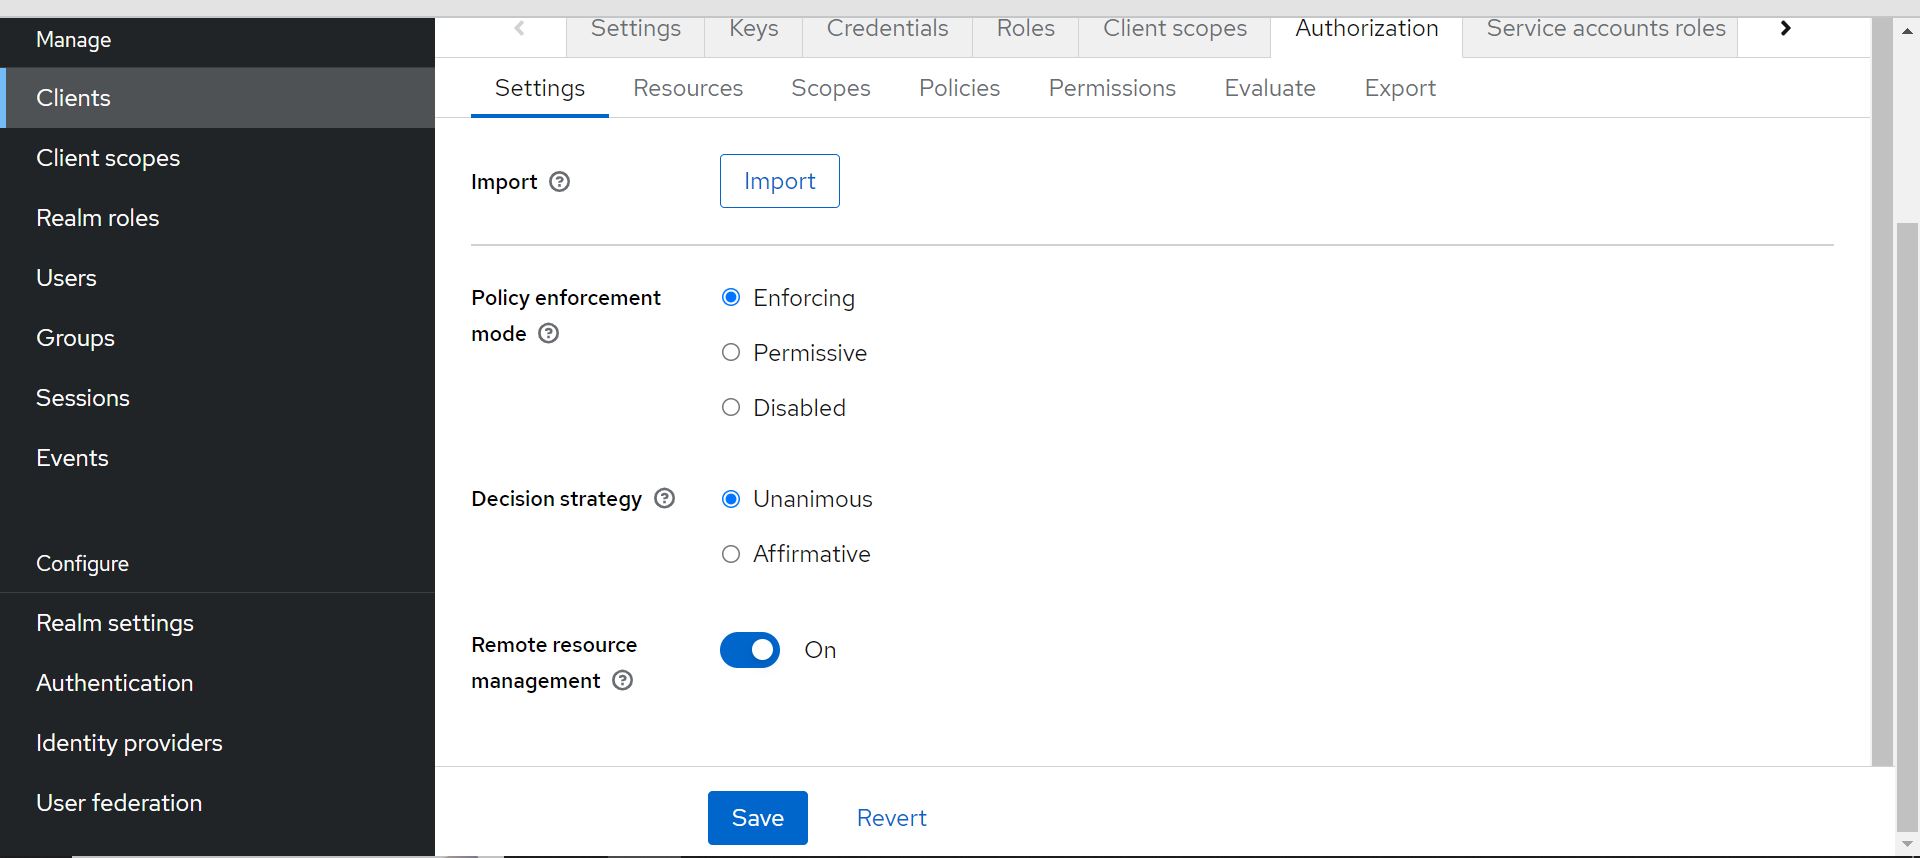 Manage
Clients
Client scopes
Realm roles
Users
Groups
Sessions
Events
Configure
Realm settings
Authentication
Identity providers
User federation
Settings Keys Credentials Roles Client scopes Authorization Service accounts roles
Settings Resources Scopes Policies Permissions Evaluate Export
Import Import
Policy enforcement
mode
Enforcing
Permissive
Disabled
Decision strategy Unanimous
Affirmative
Remote resource
management
On
Save Revert